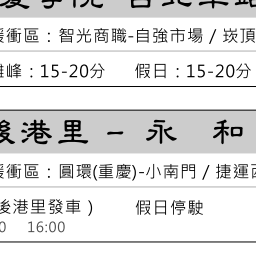 緩衝區：智光商職-自強市場 / 崁頂
尖峰：15-20分 假日：15-20分
後港里 – 永 和
緩衝區：圓環(重慶)-小南門 / 捷運西
後港里發車 ) 假日停駛
0 16:00